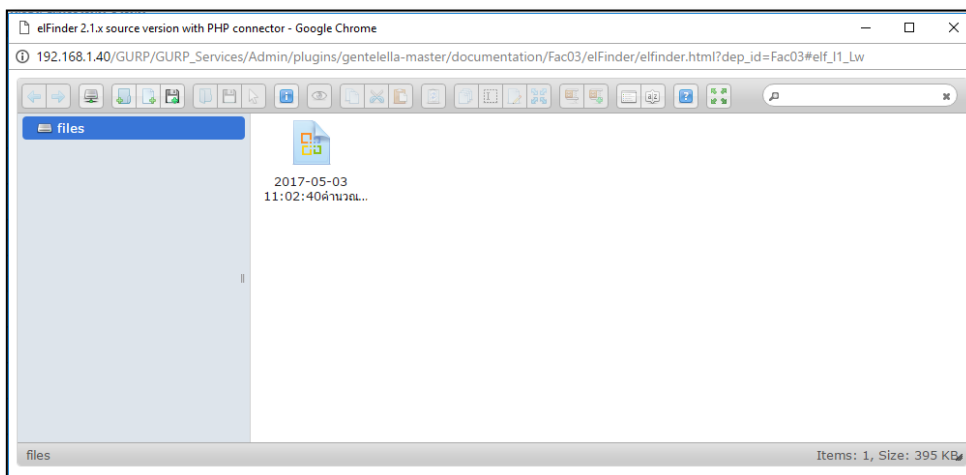 elFinder 2.1.x source version with PHP connector - Google Chrome
192.168.1.40/GURP/GURP_Services/Admin/plugins/gentelella-master/documentation/Fac03/elFinder/elfinder.html?dep_id=Fac03#elf_l1_Lw
files
2017-05-03
11:02:40คำนวณ...
files
Items: 1, Size: 395 KB